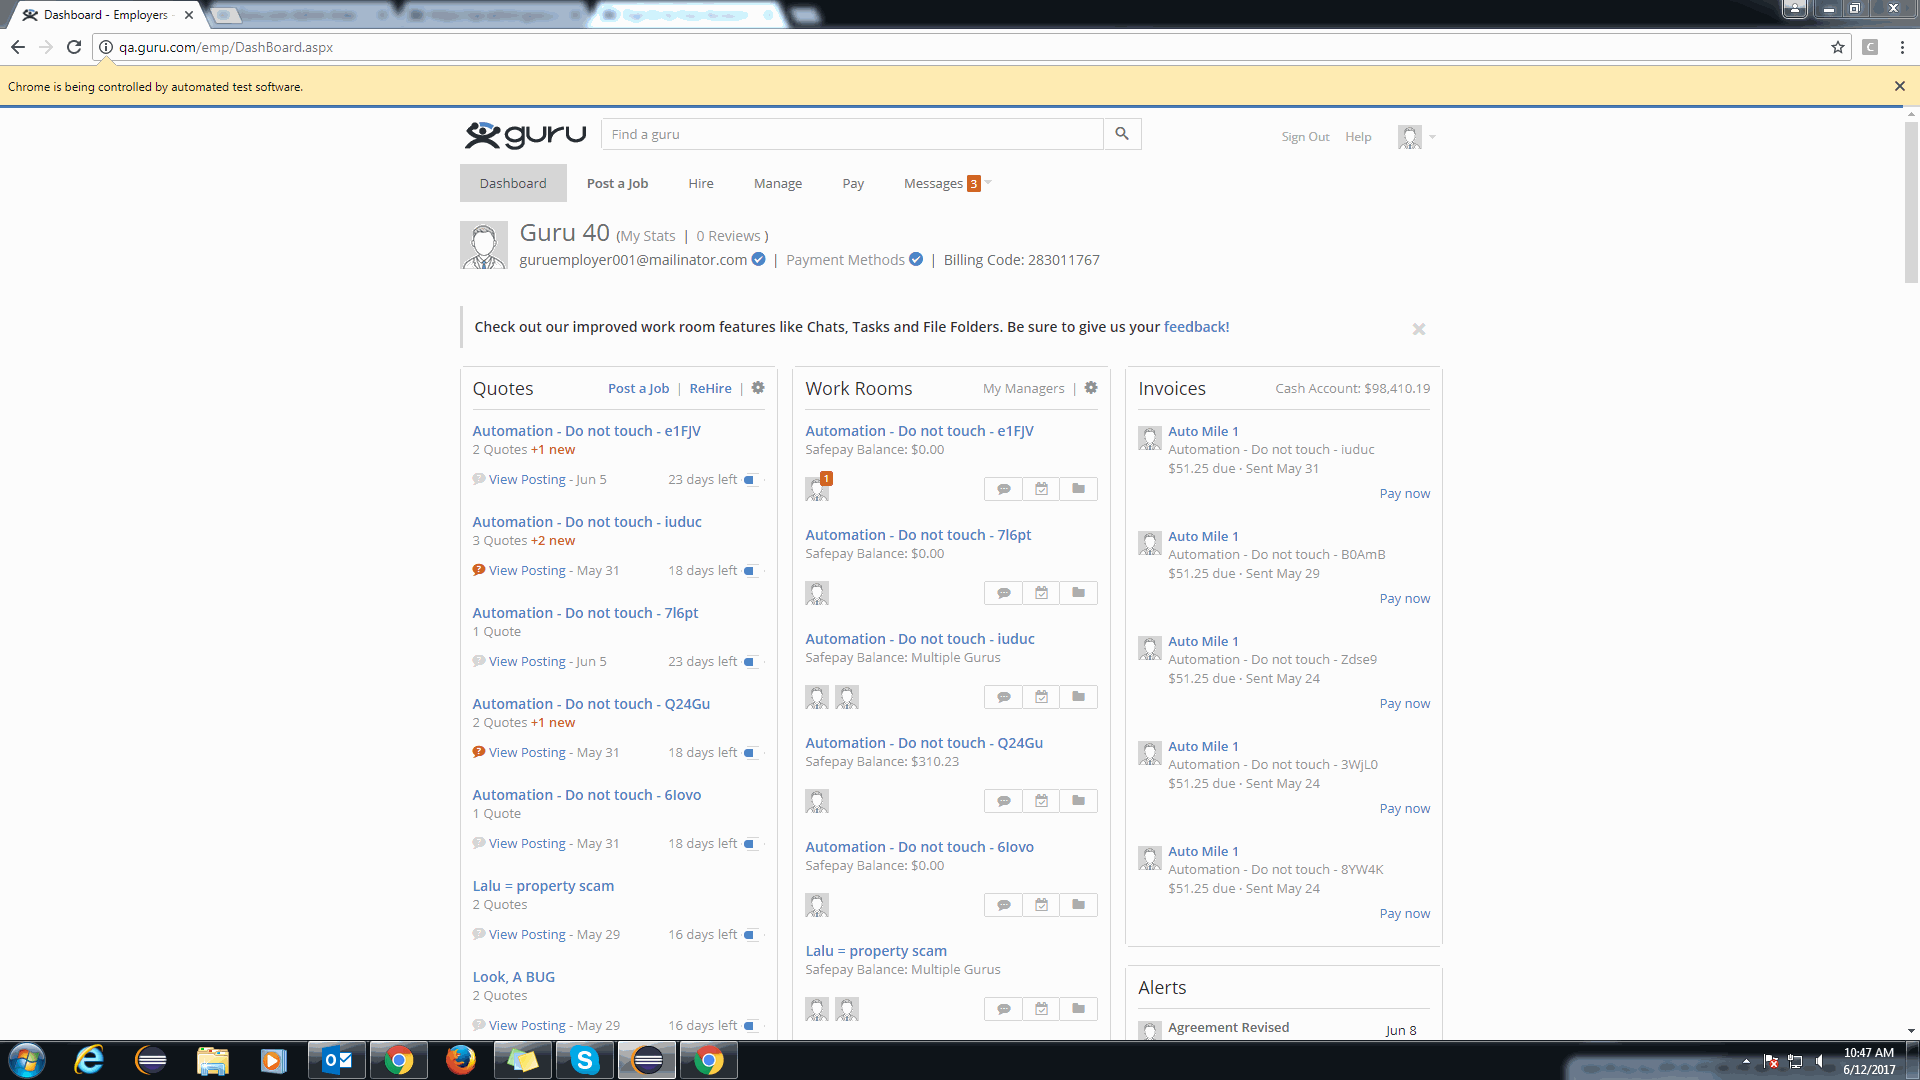 Dashboard - Employers -
qa.guru.com/emp/DashBoard.aspx
C
Chrome is being controlled by automated test software.
guru
Find a guru
Sign Out
Help
Dashboard
Post a Job
Hire
Manage
Pay
Messages 3
Guru 40 (My Stats | 0 Reviews )
guruemployer001@mailinator.com | Payment Methods | Billing Code: 283011767
Check out our improved work room features like Chats, Tasks and File Folders. Be sure to give us your feedback!
Quotes
Post a Job | ReHire |
Automation - Do not touch - e1FJV
2 Quotes +1 new
View Posting - Jun 5
23 days left
Automation - Do not touch - iuduc
3 Quotes +2 new
View Posting - May 31
18 days left
Automation - Do not touch - 7l6pt
1 Quote
View Posting - Jun 5
23 days left
Automation - Do not touch - Q24Gu
2 Quotes +1 new
View Posting - May 31
18 days left
Automation - Do not touch - 6Iovo
1 Quote
View Posting - May 31
18 days left
Lalu = property scam
2 Quotes
View Posting - May 29
16 days left
Look, A BUG
2 Quotes
View Posting - May 29
16 days left
Work Rooms
My Managers |
Automation - Do not touch - e1FJV
Safepay Balance: $0.00
1
Automation - Do not touch - 7l6pt
Safepay Balance: $0.00
Automation - Do not touch - iuduc
Safepay Balance: Multiple Gurus
Automation - Do not touch - Q24Gu
Safepay Balance: $310.23
Automation - Do not touch - 6Iovo
Safepay Balance: $0.00
Lalu = property scam
Safepay Balance: Multiple Gurus
Invoices
Cash Account: $98,410.19
Auto Mile 1
Automation - Do not touch - iuduc
$51.25 due · Sent May 31
Pay now
Auto Mile 1
Automation - Do not touch - B0AmB
$51.25 due · Sent May 29
Pay now
Auto Mile 1
Automation - Do not touch - Zdse9
$51.25 due · Sent May 24
Pay now
Auto Mile 1
Automation - Do not touch - 3WjL0
$51.25 due · Sent May 24
Pay now
Auto Mile 1
Automation - Do not touch - 8YW4K
$51.25 due · Sent May 24
Pay now
Alerts
Agreement Revised
Jun 8
10:47 AM
6/12/2017